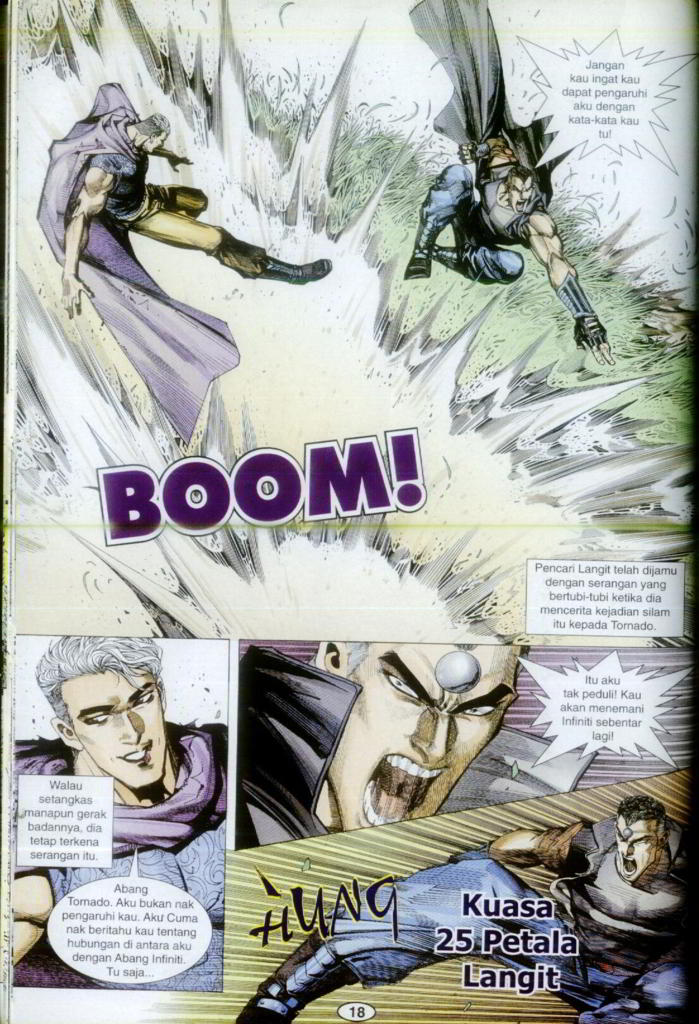 Jangan
kau ingat kau
dapat pengaruhi
aku dengan
kata-kata kau
tu!
BOOM!
Pencari Langit telah dijamu
dengan serangan yang
bertubi-tubi ketika dia
mencerita kejadian silam
itu kepada Tornado.
Walau
setangkas
manapun gerak
badannya, dia
tetap terkena
serangan itu.
Abang
Tornado. Aku bukan nak
pengaruhi kau. Aku Cuma
nak beritahu kau tentang
hubungan di antara aku
dengan Abang Infiniti.
Tu saja...
Itu aku
tak peduli! Kau
akan menemani
Infiniti sebentar
lagi!
HUNG
Kuasa
25 Petala
Langit
18